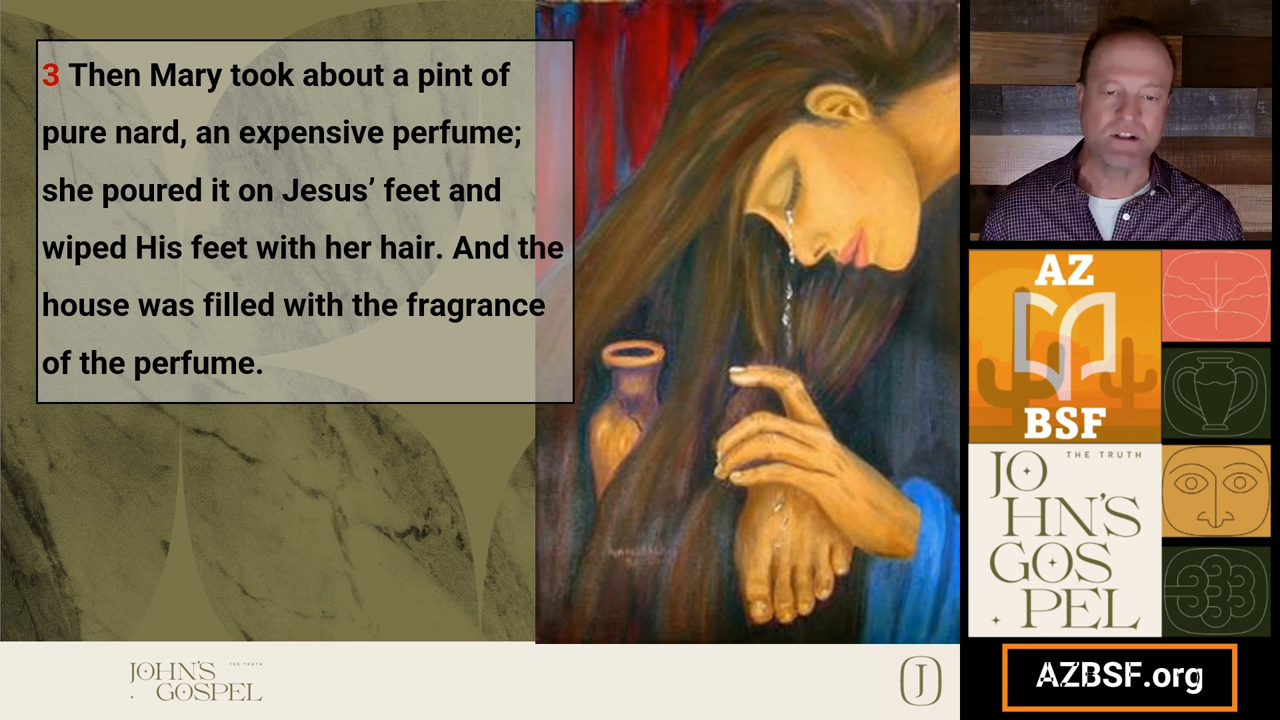 3 Then Mary took about a pint of
pure nard, an expensive perfume;
she poured it on Jesus’ feet and
wiped His feet with her hair. And the
house was filled with the fragrance
of the perfume.
JOHN'S
THE TRUTH
GOSPEL
J
AZ
BSF
THE TRUTH
JO
HN'S
GOS
PEL
AZBSF.org